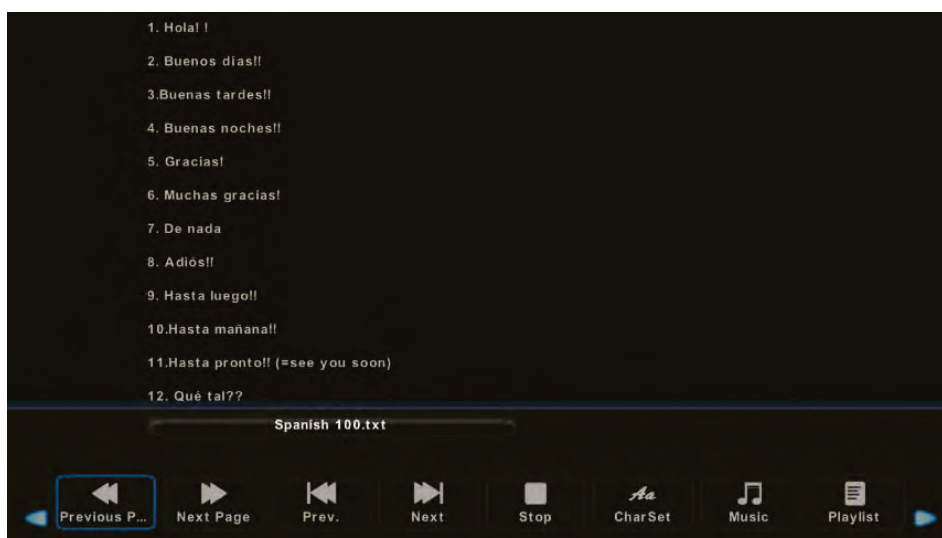 1. Hola! !
2. Buenos días!!
3.Buenas tardes!!
4. Buenas noches!!
5. Gracias!
6. Muchas gracias!
7. De nada
8. Adiós!!
9. Hasta luego!!
10.Hasta mañana!!
11.Hasta pronto!! (=see you soon)
12. Qué tal??
Spanish 100.txt
Previous P... Next Page Prev. Next Stop Aa CharSet Music Playlist